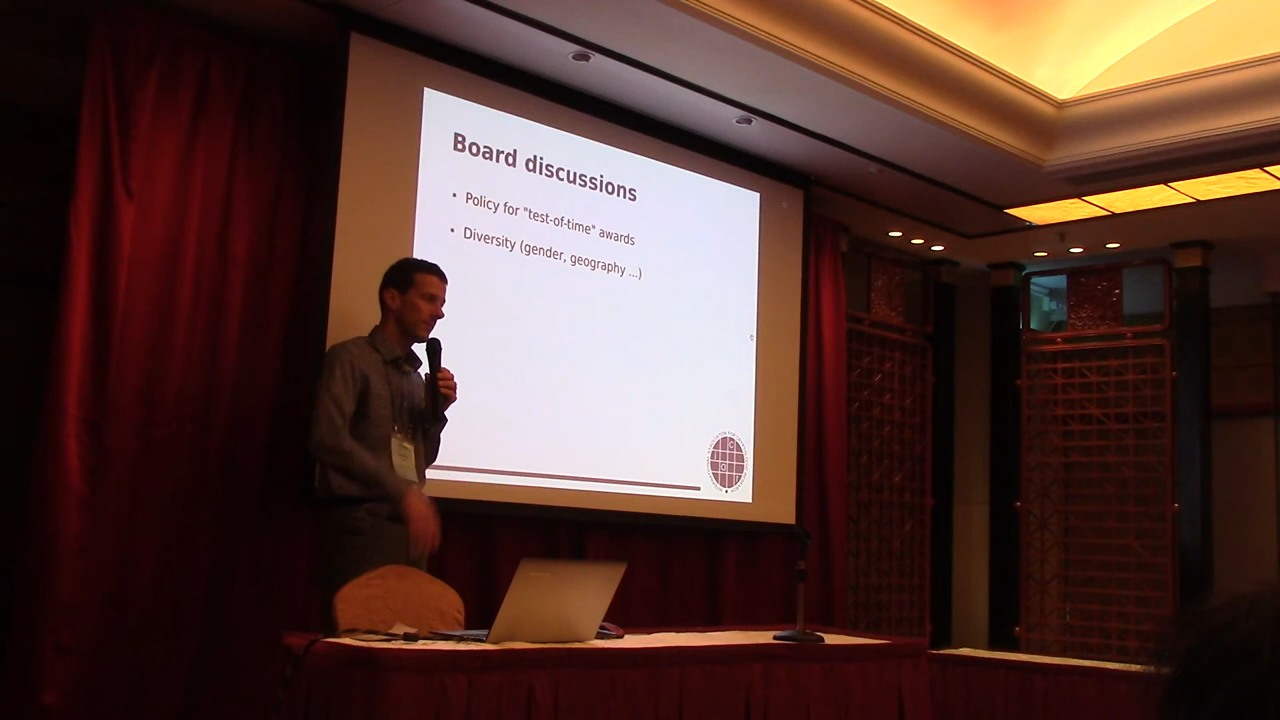 Board discussions
• Policy for "test-of-time" awards
• Diversity (gender, geography ...)